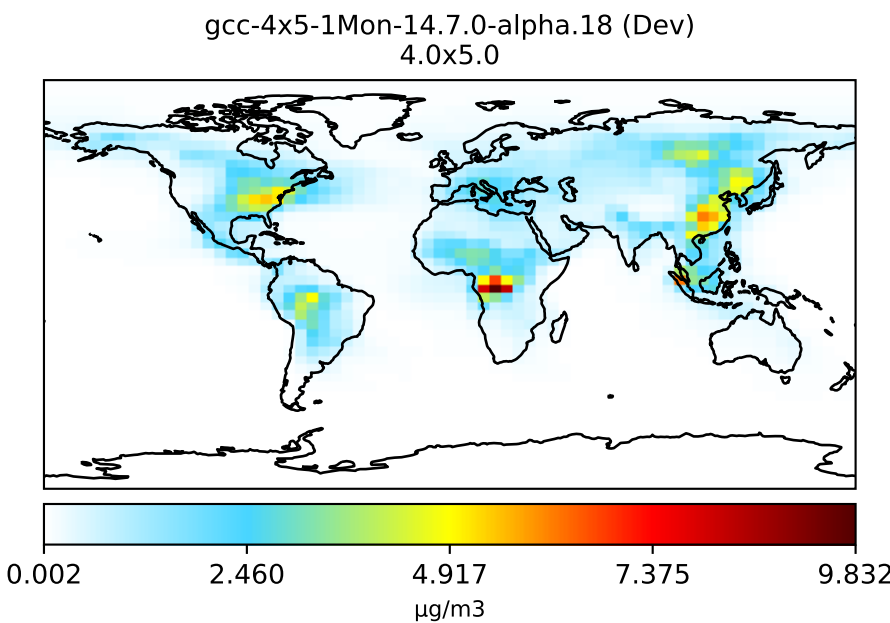 gcc-4x5-1Mon-14.7.0-alpha.18 (Dev)
4.0x5.0
0.002 2.460 4.917 7.375 9.832
μg/m3